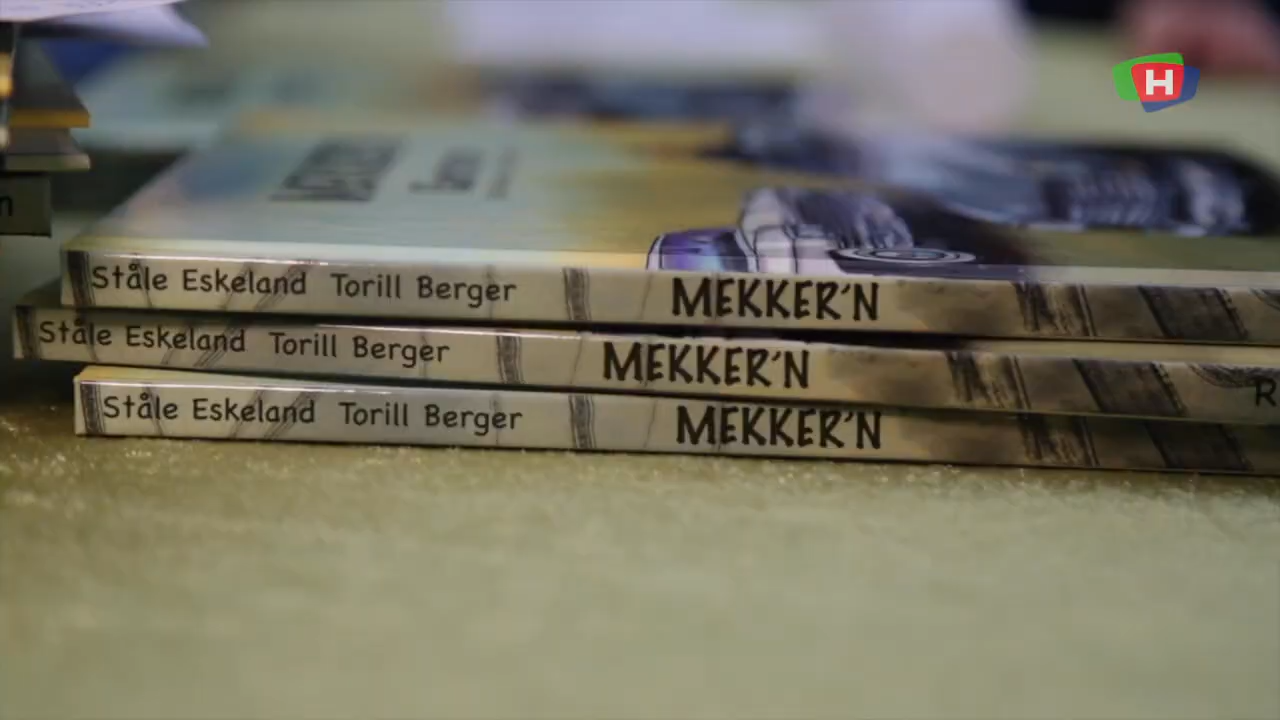 H
n
Ståle Eskeland Torill Berger MEKKER'N
Ståle Eskeland Torill Berger MEKKER'N R
Ståle Eskeland Torill Berger MEKKER'N